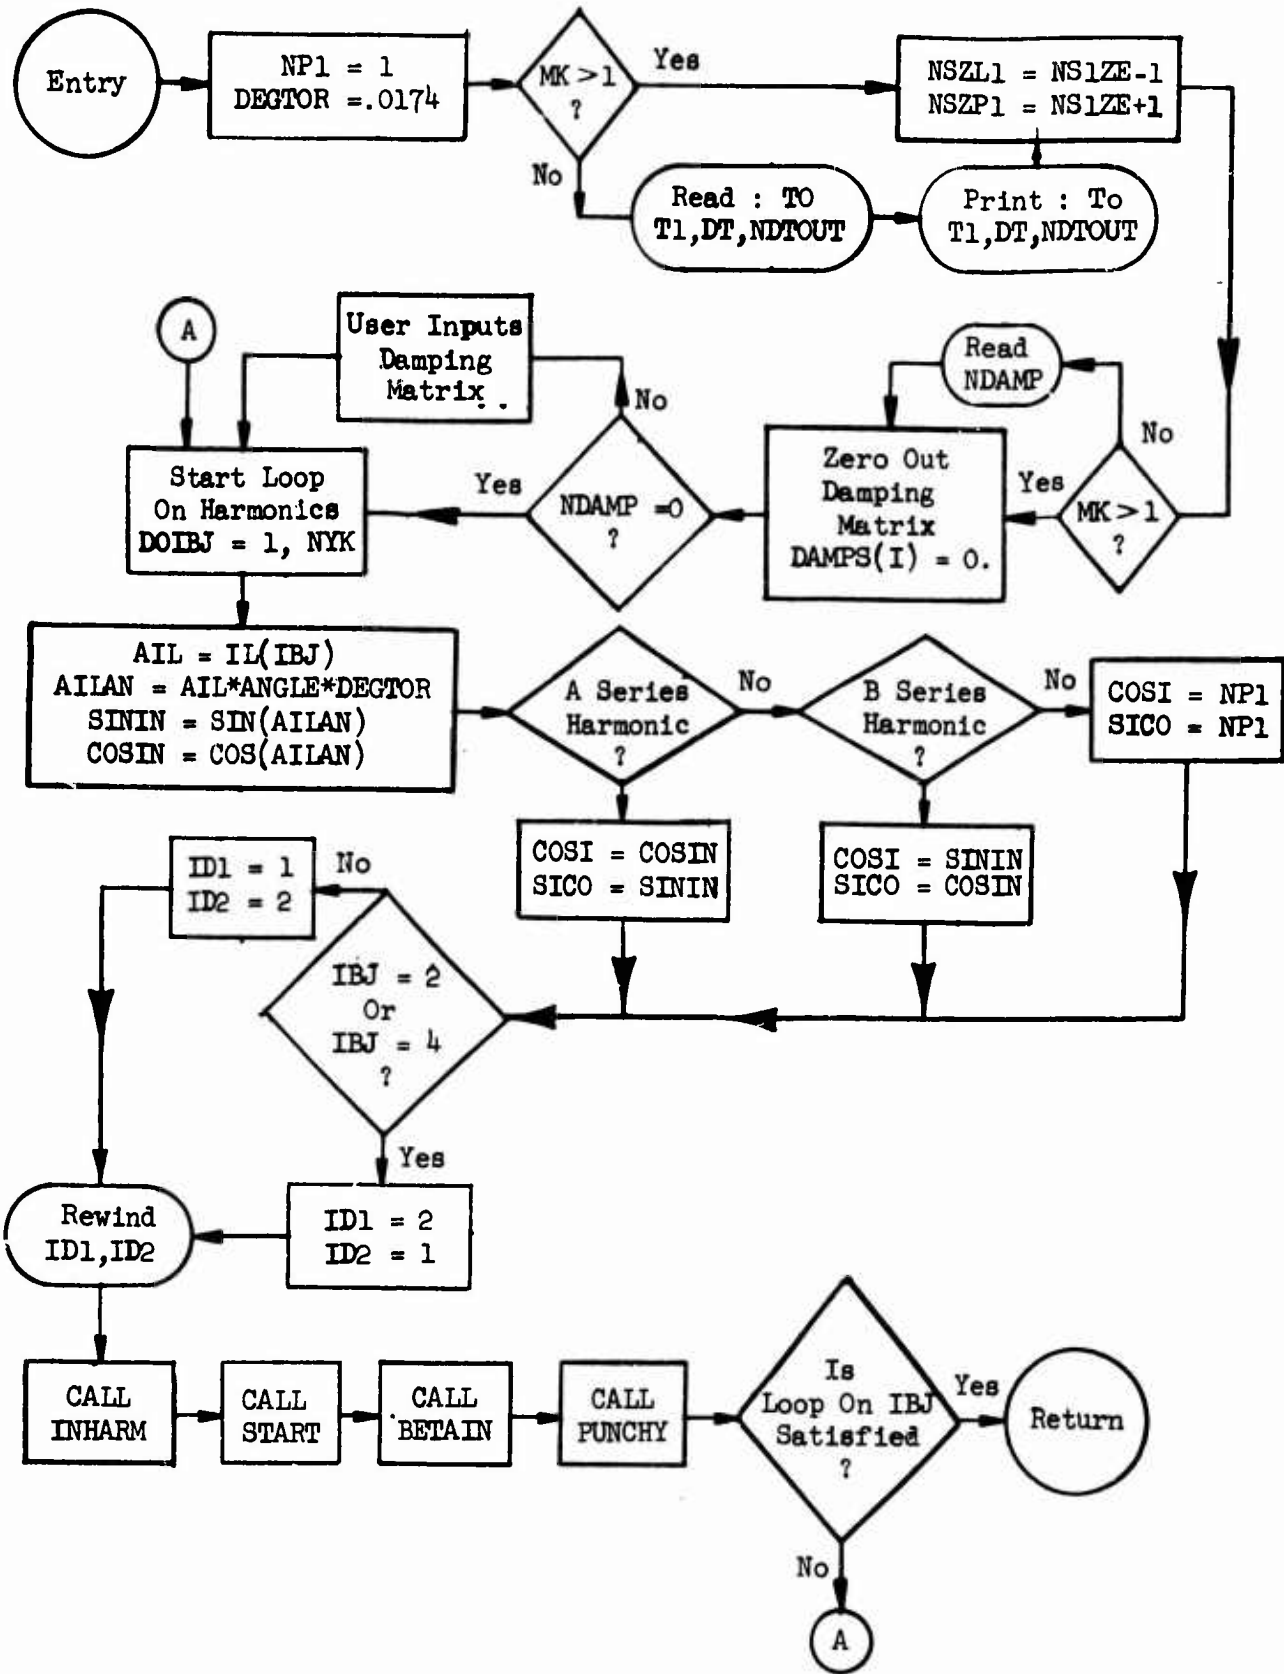 Entry
NP1 = 1
DEGTOR =.0174
MK > 1
?
Yes
No
NSZL1 = NS1ZE-1
NSZP1 = NS1ZE+1
Read : TO
T1,DT,NDTOUT
Print : To
T1,DT,NDTOUT
A
User Inputs
Damping
Matrix
Read
NDAMP
No
No
Start Loop
On Harmonics
DOIBJ = 1, NYK
Yes
NDAMP =0
?
Zero Out
Damping
Matrix
DAMPS(I) = 0.
Yes
MK > 1
?
AIL = IL(IBJ)
AILAN = AIL*ANGLE*DEGTOR
SININ = SIN(AILAN)
COSIN = COS(AILAN)
A Series
Harmonic
?
No
B Series
Harmonic
?
No
COSI = NP1
SICO = NP1
COSI = COSIN
SICO = SININ
COSI = SININ
SICO = COSIN
ID1 = 1
ID2 = 2
No
IBJ = 2
Or
IBJ = 4
?
Yes
Rewind
ID1,ID2
ID1 = 2
ID2 = 1
CALL
INHARM
CALL
START
CALL
BETAIN
CALL
PUNCHY
Is
Loop On IBJ
Satisfied
?
Yes
Return
No
A